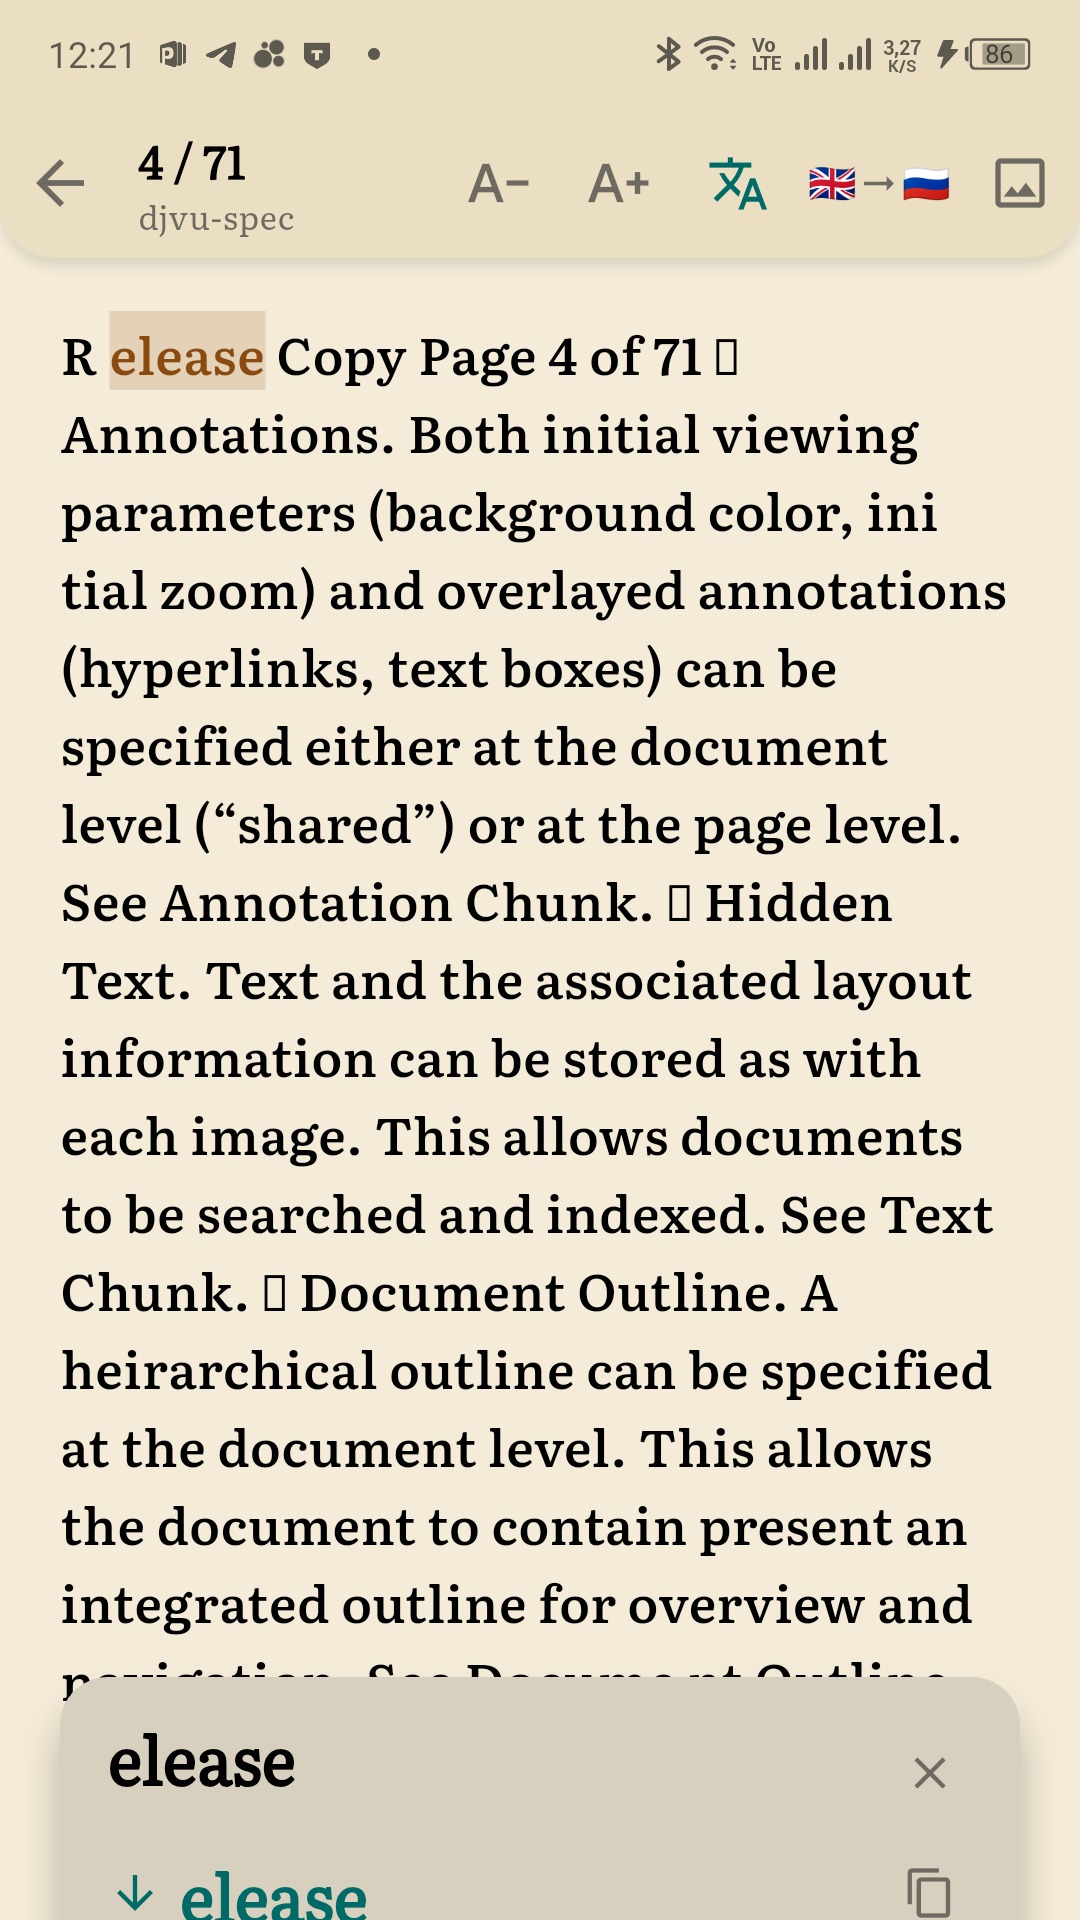 12:21
Vo LTE
3,27 K/S
86
4 / 71
djvu-spec
A− A+
R elease Copy Page 4 of 71 ▯
Annotations. Both initial viewing
parameters (background color, ini
tial zoom) and overlayed annotations
(hyperlinks, text boxes) can be
specified either at the document
level (“shared”) or at the page level.
See Annotation Chunk. ▯ Hidden
Text. Text and the associated layout
information can be stored as with
each image. This allows documents
to be searched and indexed. See Text
Chunk. ▯ Document Outline. A
heirarchical outline can be specified
at the document level. This allows
the document to contain present an
integrated outline for overview and
navigation. See Docume nt Outline
elease
elease